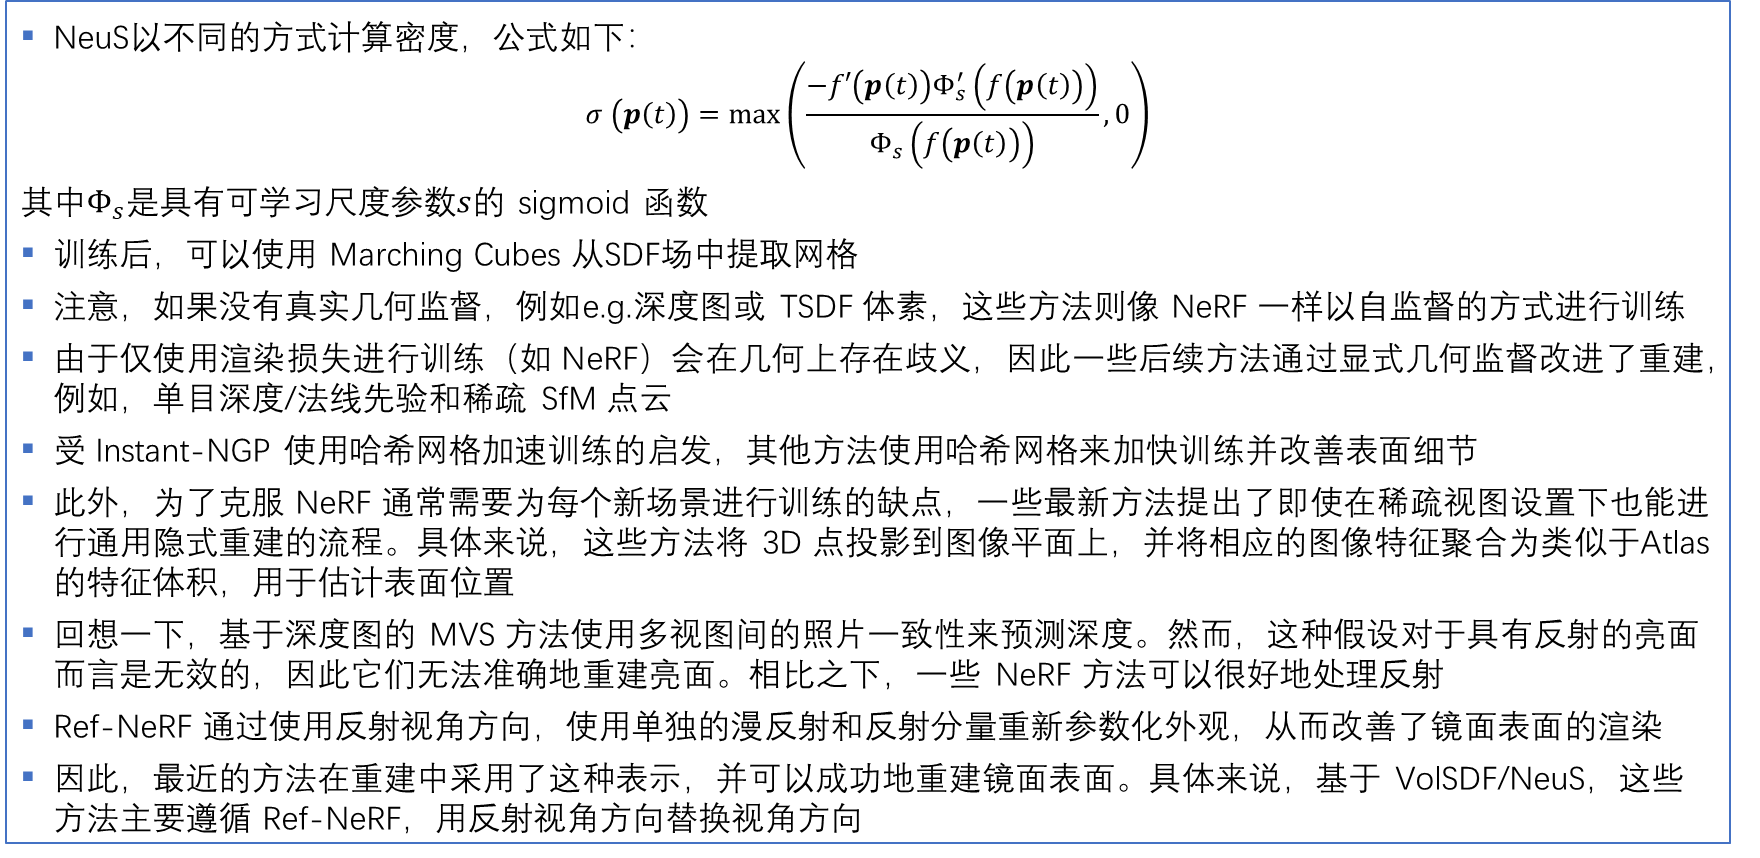 ▪ NeuS以不同的方式计算密度，公式如下：
σ(p(t)) = max(−f′(p(t))Φ′ₛ(f(p(t))) / Φₛ(f(p(t))), 0)
其中Φₛ是具有可学习尺度参数s的 sigmoid 函数
▪ 训练后，可以使用 Marching Cubes 从SDF场中提取网格
▪ 注意，如果没有真实几何监督，例如e.g.深度图或 TSDF 体素，这些方法则像 NeRF 一样以自监督的方式进行训练
▪ 由于仅使用渲染损失进行训练（如 NeRF）会在几何上存在歧义，因此一些后续方法通过显式几何监督改进了重建，
例如，单目深度/法线先验和稀疏 SfM 点云
▪ 受 Instant-NGP 使用哈希网格加速训练的启发，其他方法使用哈希网格来加快训练并改善表面细节
▪ 此外，为了克服 NeRF 通常需要为每个新场景进行训练的缺点，一些最新方法提出了即使在稀疏视图设置下也能进
行通用隐式重建的流程。具体来说，这些方法将 3D 点投影到图像平面上，并将相应的图像特征聚合为类似于Atlas
的特征体积，用于估计表面位置
▪ 回想一下，基于深度图的 MVS 方法使用多视图间的照片一致性来预测深度。然而，这种假设对于具有反射的亮面
而言是无效的，因此它们无法准确地重建亮面。相比之下，一些 NeRF 方法可以很好地处理反射
▪ Ref-NeRF 通过使用反射视角方向，使用单独的漫反射和反射分量重新参数化外观，从而改善了镜面表面的渲染
▪ 因此，最近的方法在重建中采用了这种表示，并可以成功地重建镜面表面。具体来说，基于 VolSDF/NeuS，这些
方法主要遵循 Ref-NeRF，用反射视角方向替换视角方向